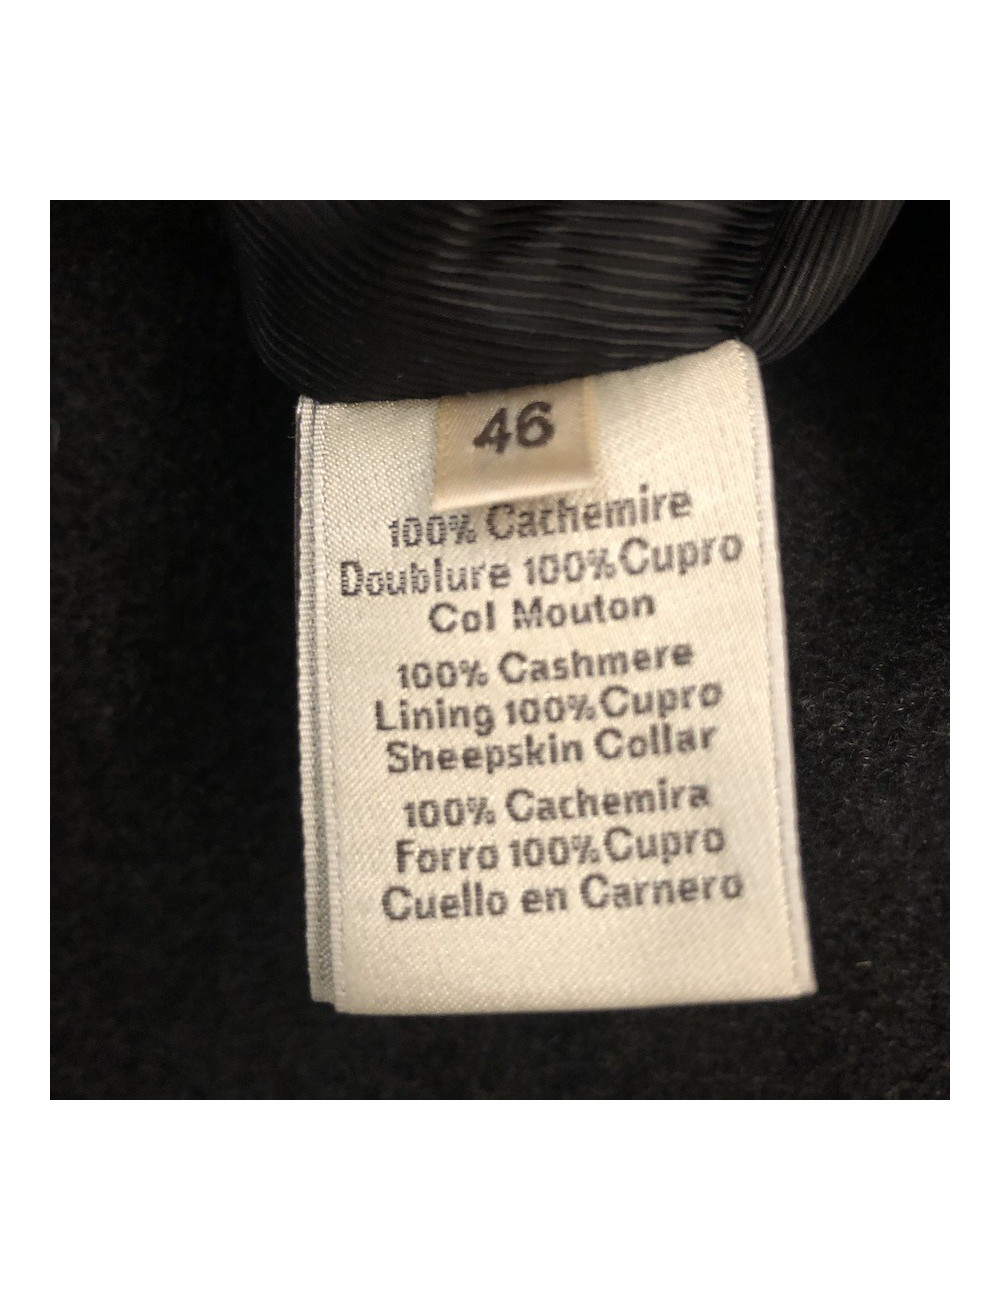 46
100% Cachemire
Doublure 100% Cupro
Col Mouton
100% Cashmere
Lining 100% Cupro
Sheepskin Collar
100% Cachemira
Forro 100% Cupro
Cuello en Carnero